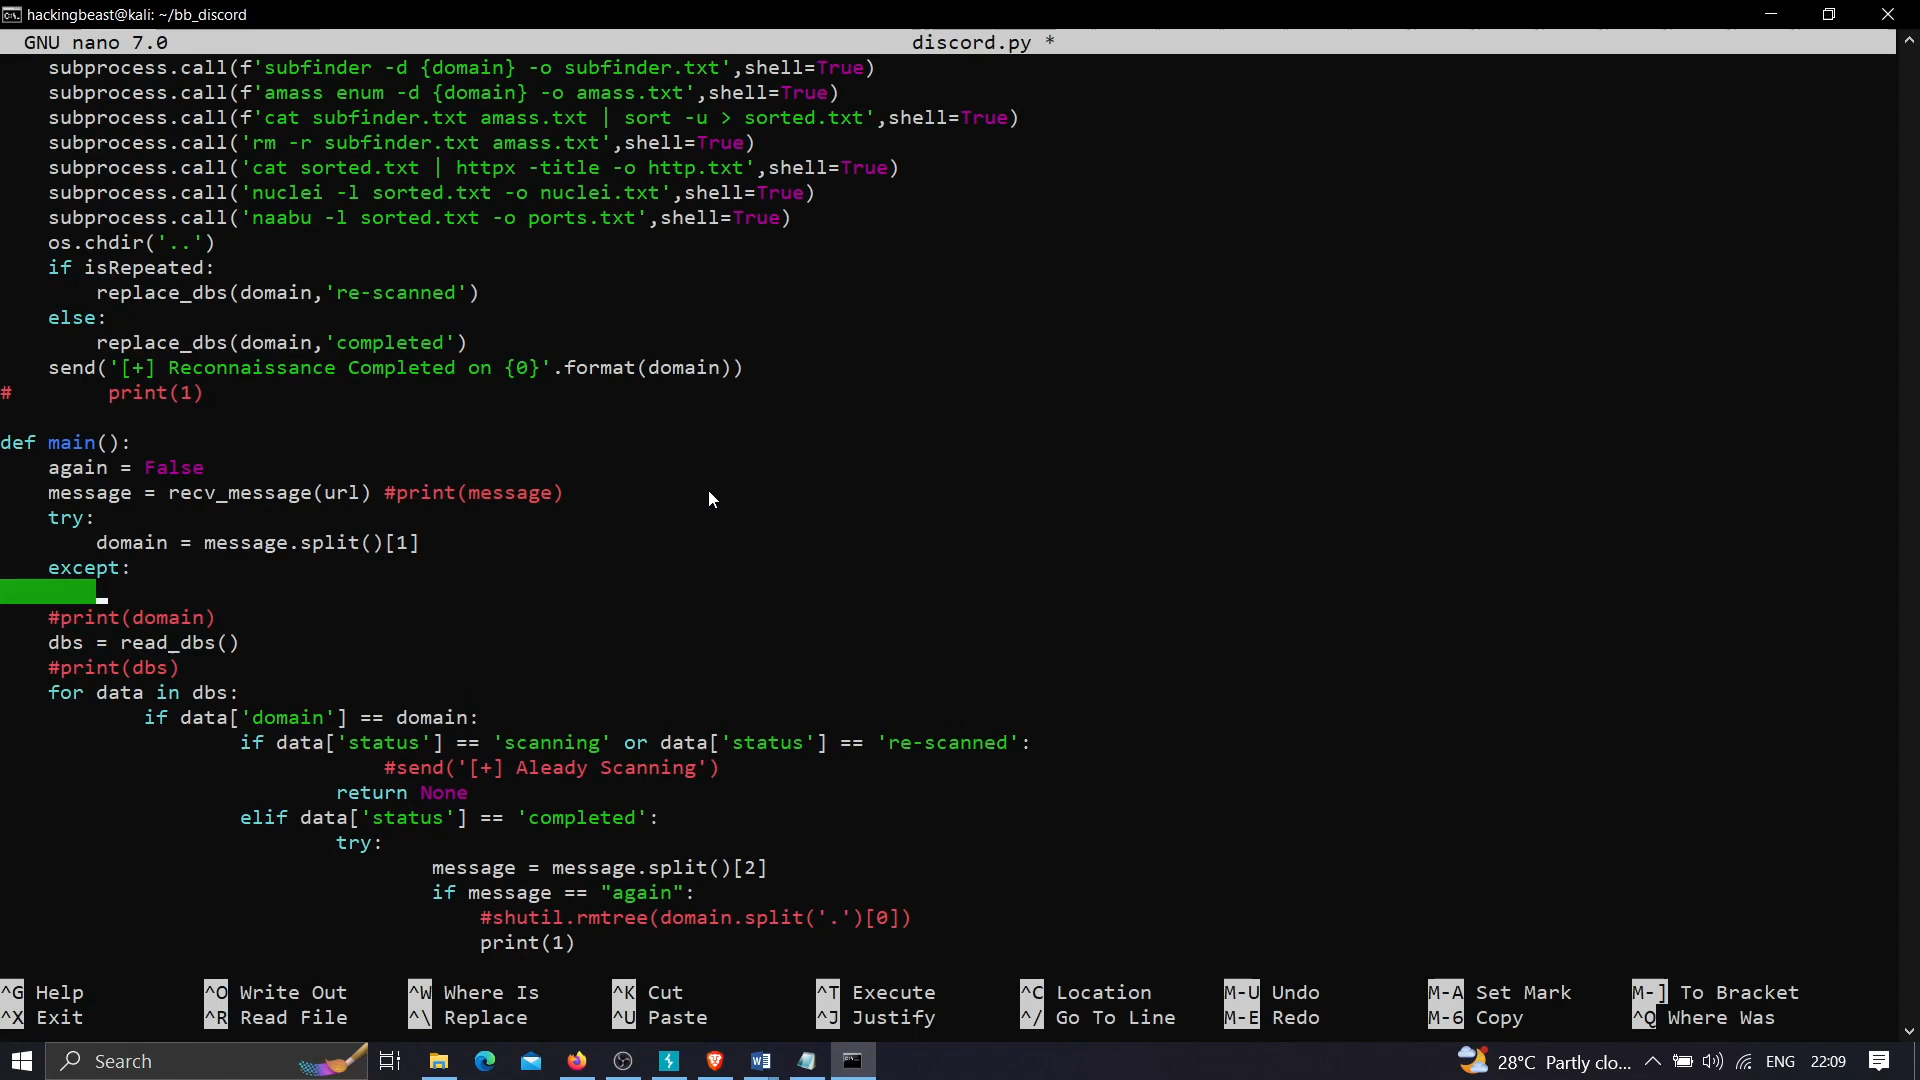 hackingbeast@kali: ~/bb_discord
GNU nano 7.0 discord.py *
subprocess.call(f'subfinder -d {domain} -o subfinder.txt',shell=True)
subprocess.call(f'amass enum -d {domain} -o amass.txt',shell=True)
subprocess.call(f'cat subfinder.txt amass.txt | sort -u > sorted.txt',shell=True)
subprocess.call('rm -r subfinder.txt amass.txt',shell=True)
subprocess.call('cat sorted.txt | httpx -title -o http.txt',shell=True)
subprocess.call('nuclei -l sorted.txt -o nuclei.txt',shell=True)
subprocess.call('naabu -l sorted.txt -o ports.txt',shell=True)
os.chdir('..')
if isRepeated:
replace_dbs(domain,'re-scanned')
else:
replace_dbs(domain,'completed')
send('[+] Reconnaissance Completed on {0}'.format(domain))
# print(1)
def main():
again = False
message = recv_message(url) #print(message)
try:
domain = message.split()[1]
except:
#print(domain)
dbs = read_dbs()
#print(dbs)
for data in dbs:
if data['domain'] == domain:
if data['status'] == 'scanning' or data['status'] == 're-scanned':
#send('[+] Aleady Scanning')
return None
elif data['status'] == 'completed':
try:
message = message.split()[2]
if message == "again":
#shutil.rmtree(domain.split('.')[0])
print(1)
^G Help ^O Write Out ^W Where Is ^K Cut ^T Execute ^C Location M-U Undo M-A Set Mark M-] To Bracket
^X Exit ^R Read File ^\ Replace ^U Paste ^J Justify ^/ Go To Line M-E Redo M-6 Copy ^Q Where Was
Search 28°C Partly clo... ENG 22:09